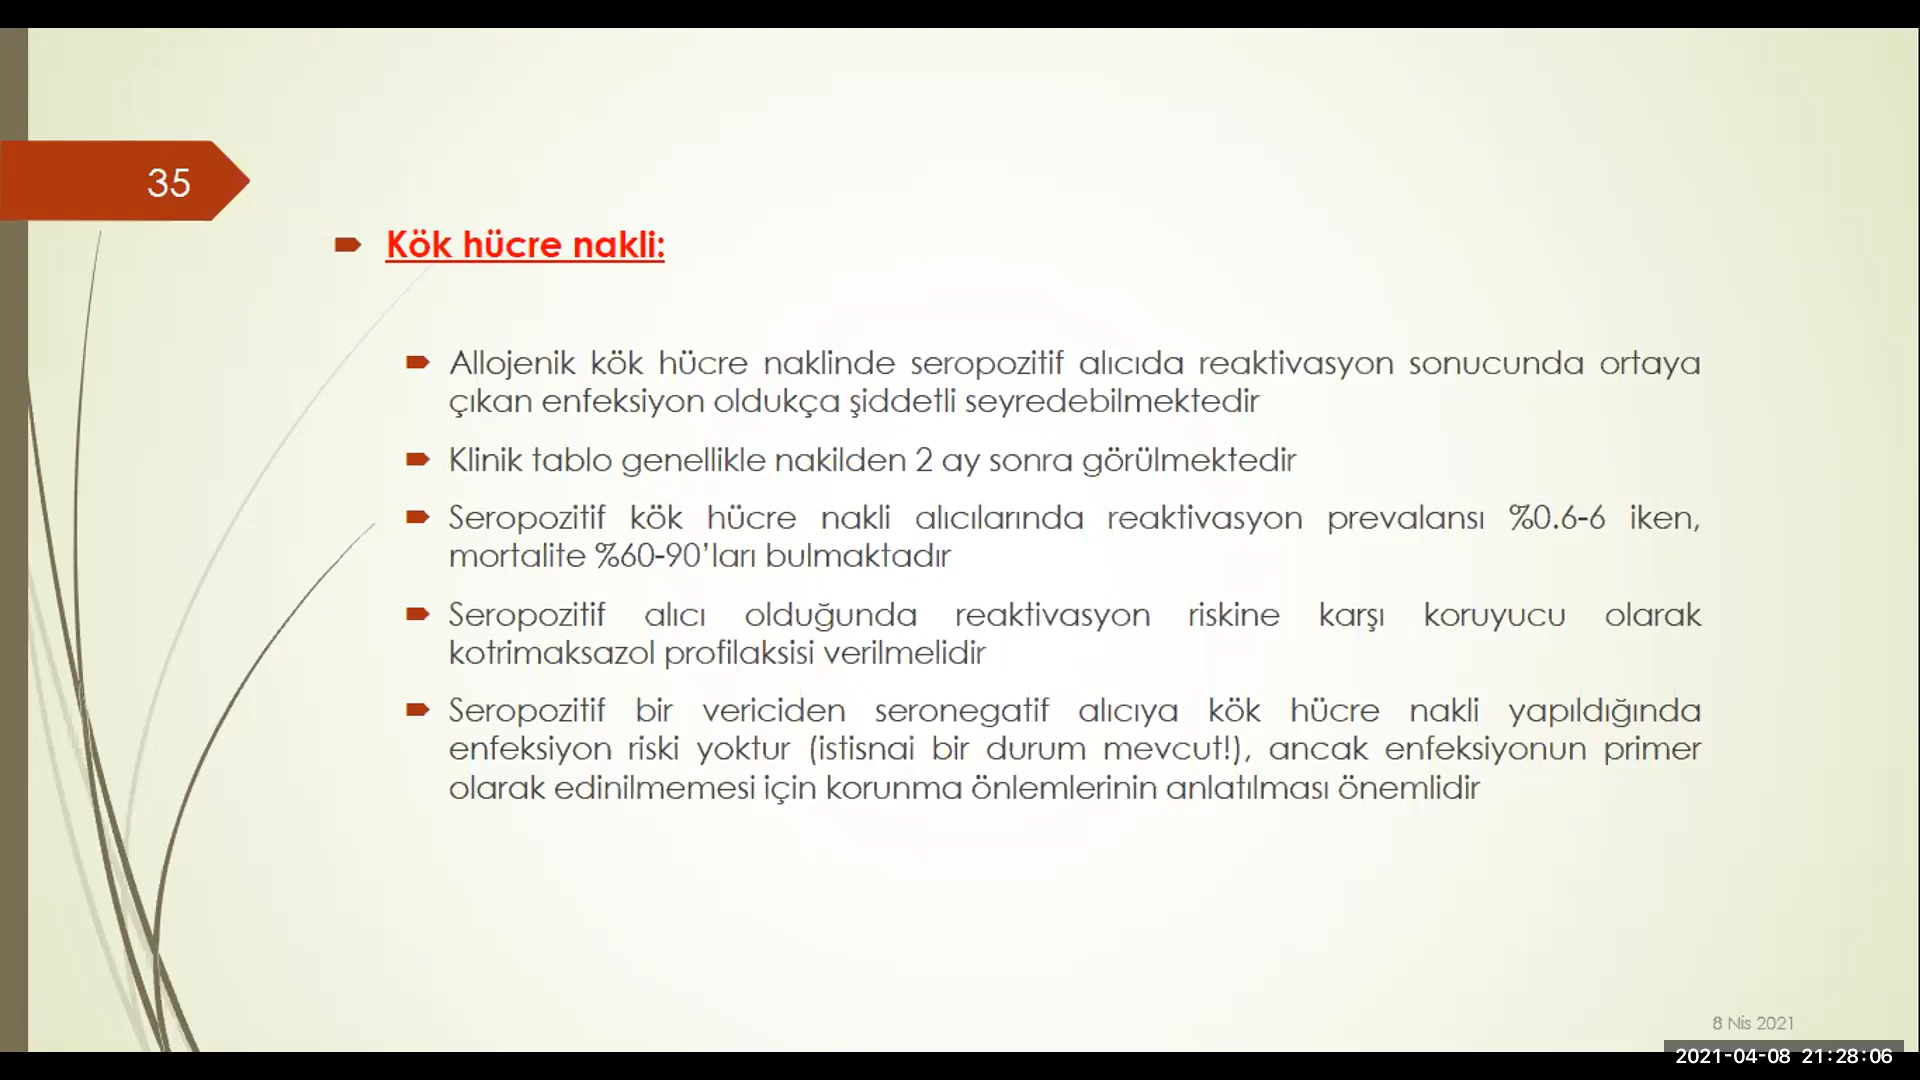 35
Kök hücre nakli:
Allojenik kök hücre naklinde seropozitif alıcıda reaktivasyon sonucunda ortaya
çıkan enfeksiyon oldukça şiddetli seyredebilmektedir
Klinik tablo genellikle nakilden 2 ay sonra görülmektedir
Seropozitif kök hücre nakli alıcılarında reaktivasyon prevalansı %0.6-6 iken,
mortalite %60-90’ları bulmaktadır
Seropozitif alıcı olduğunda reaktivasyon riskine karşı koruyucu olarak
kotrimaksazol profilaksisi verilmelidir
Seropozitif bir vericiden seronegatif alıcıya kök hücre nakli yapıldığında
enfeksiyon riski yoktur (istisnai bir durum mevcut!), ancak enfeksiyonun primer
olarak edinilmemesi için korunma önlemlerinin anlatılması önemlidir
8 Nis 2021
2021-04-08 21:28:06